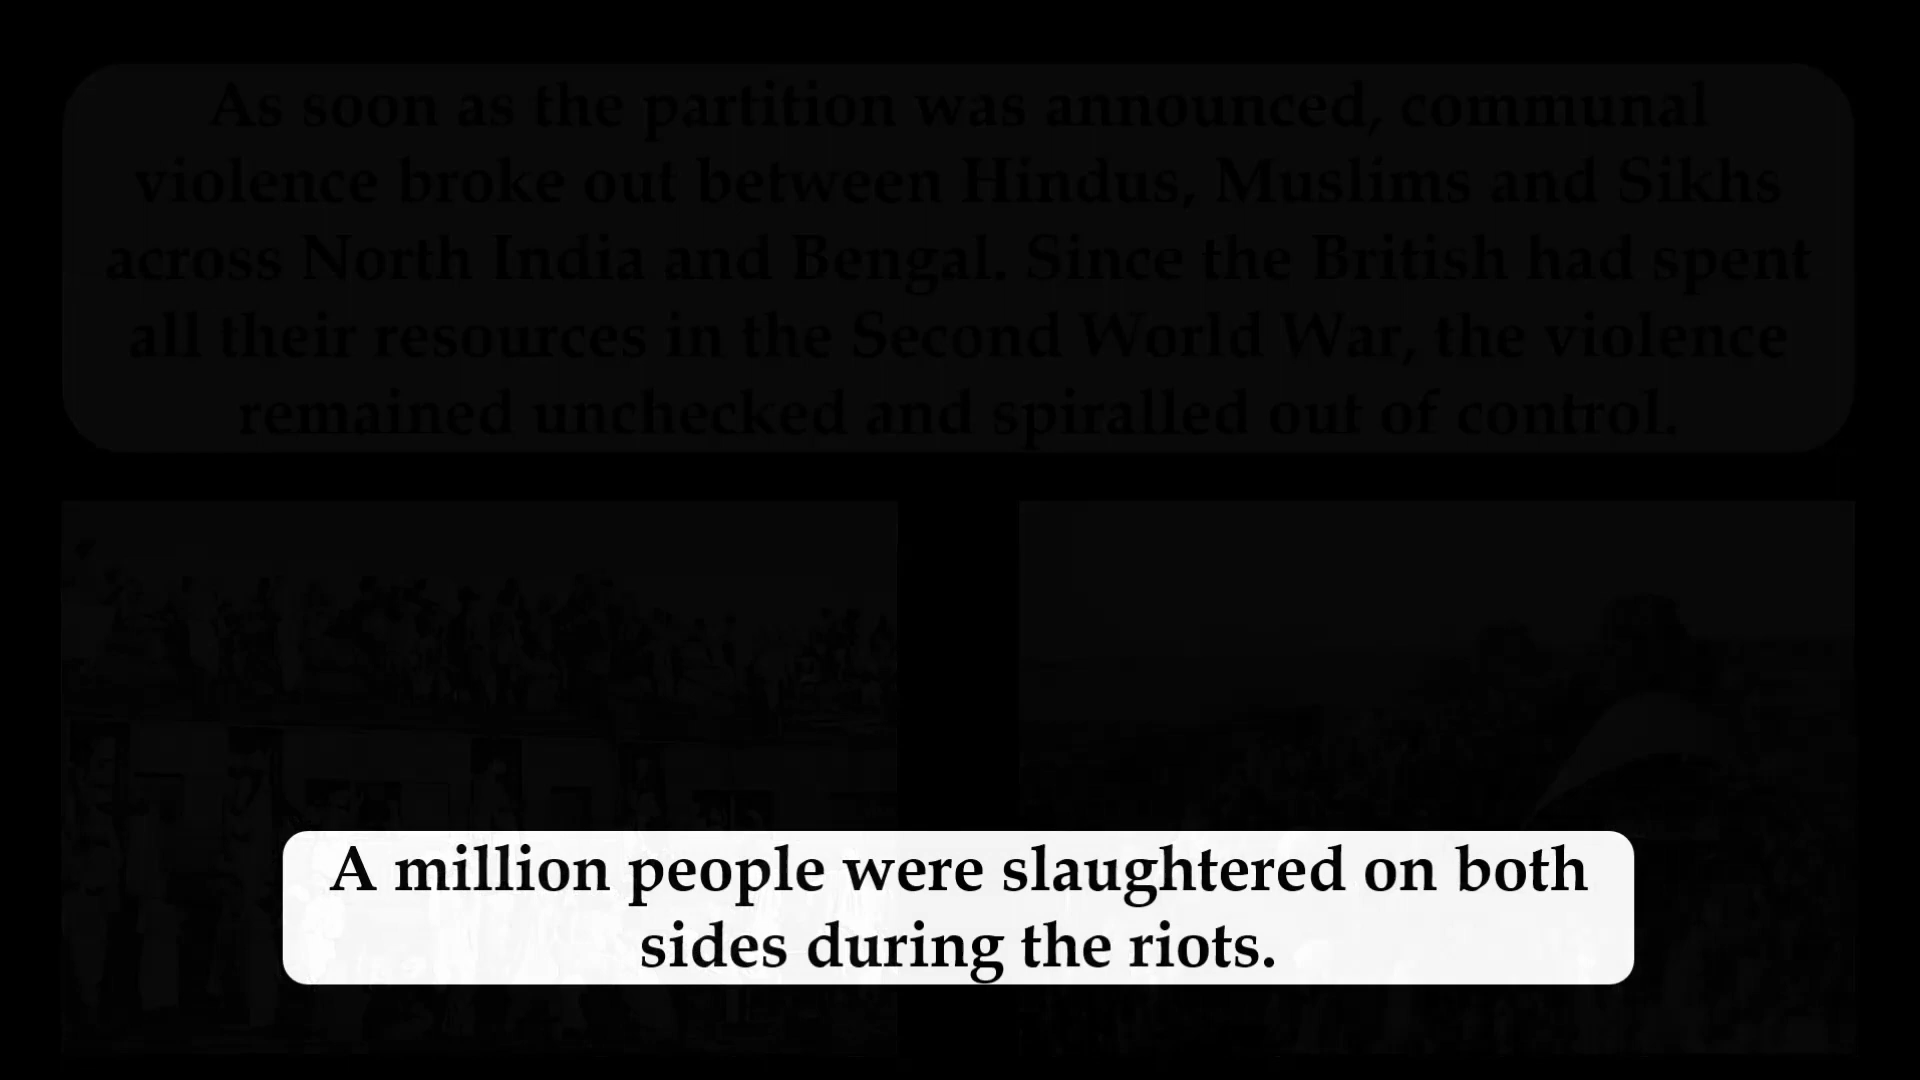 As soon as the partition was announced, communal
violence broke out between Hindus, Muslims and Sikhs
across North India and Bengal. Since the British had spent
all their resources in the Second World War, the violence
remained unchecked and spiralled out of control.
A million people were slaughtered on both
sides during the riots.